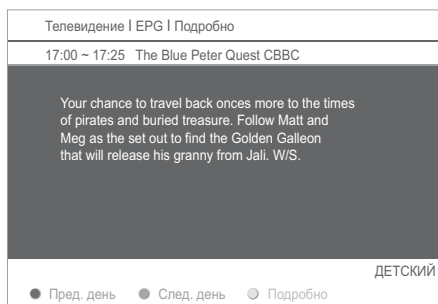 Телевидение I EPG I Подробно
17:00 ~ 17:25 The Blue Peter Quest CBBC
Your chance to travel back onces more to the times
of pirates and buried treasure. Follow Matt and
Meg as the set out to find the Golden Galleon
that will release his granny from Jali. W/S.
ДЕТСКИЙ
Пред. день След. день Подробно